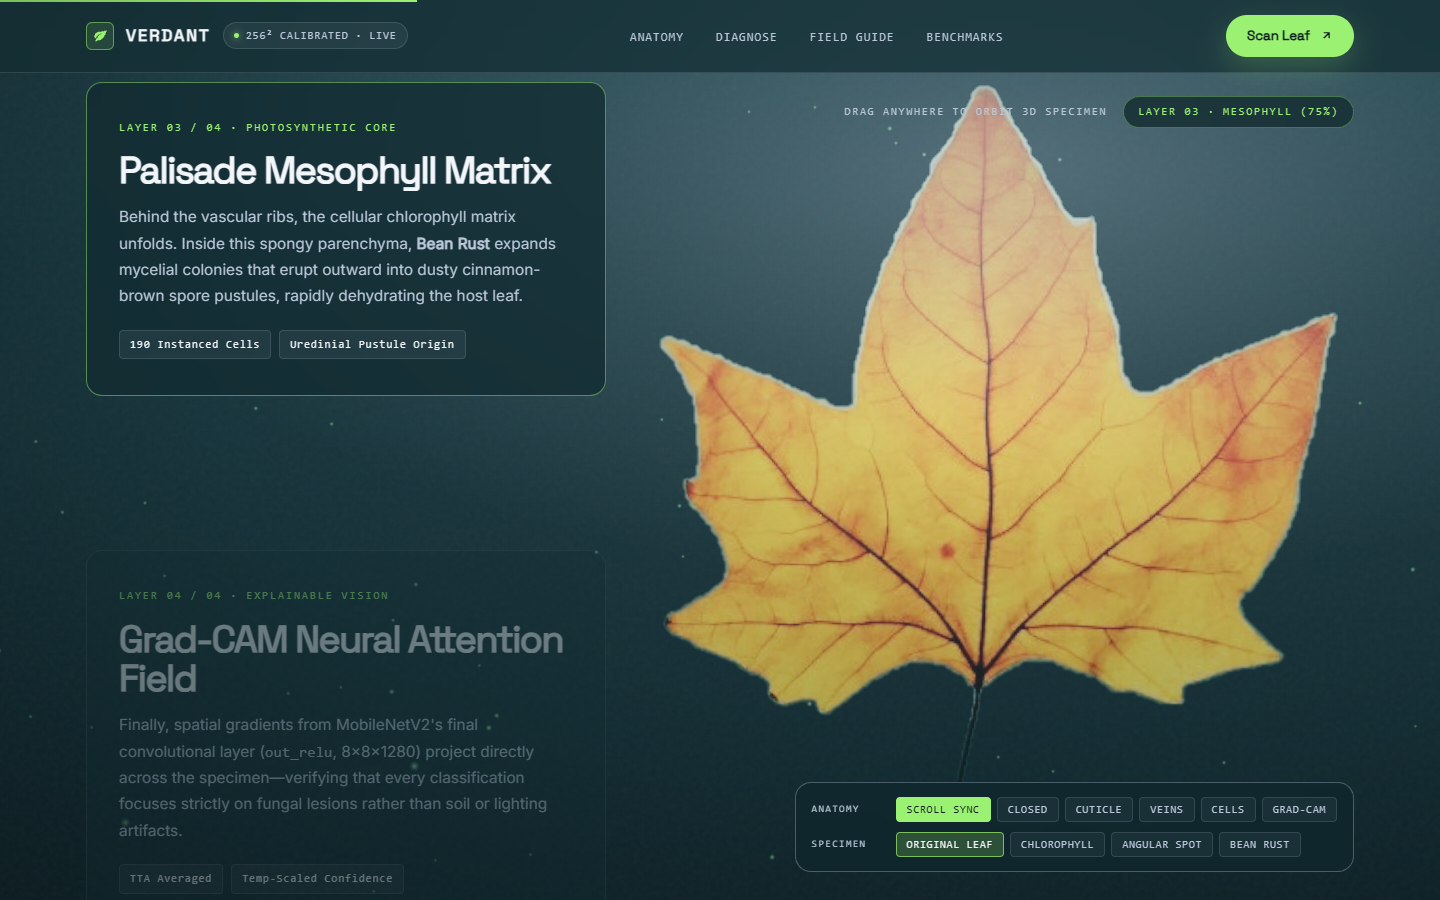 VERDANT
256² CALIBRATED · LIVE
ANATOMY
DIAGNOSE
FIELD GUIDE
BENCHMARKS
Scan Leaf
LAYER 03 / 04 · PHOTOSYNTHETIC CORE
Palisade Mesophyll Matrix
Behind the vascular ribs, the cellular chlorophyll matrix
unfolds. Inside this spongy parenchyma, Bean Rust expands
mycelial colonies that erupt outward into dusty cinnamon-
brown spore pustules, rapidly dehydrating the host leaf.
190 Instanced Cells
Uredinial Pustule Origin
DRAG ANYWHERE TO ORBIT 3D SPECIMEN
LAYER 03 · MESOPHYLL (75%)
LAYER 04 / 04 · EXPLAINABLE VISION
Grad-CAM Neural Attention
Field
Finally, spatial gradients from MobileNetV2's final
convolutional layer (out_relu, 8×8×1280) project directly
across the specimen—verifying that every classification
focuses strictly on fungal lesions rather than soil or lighting
artifacts.
TTA Averaged
Temp-Scaled Confidence
ANATOMY
SCROLL SYNC
CLOSED
CUTICLE
VEINS
CELLS
GRAD-CAM
SPECIMEN
ORIGINAL LEAF
CHLOROPHYLL
ANGULAR SPOT
BEAN RUST